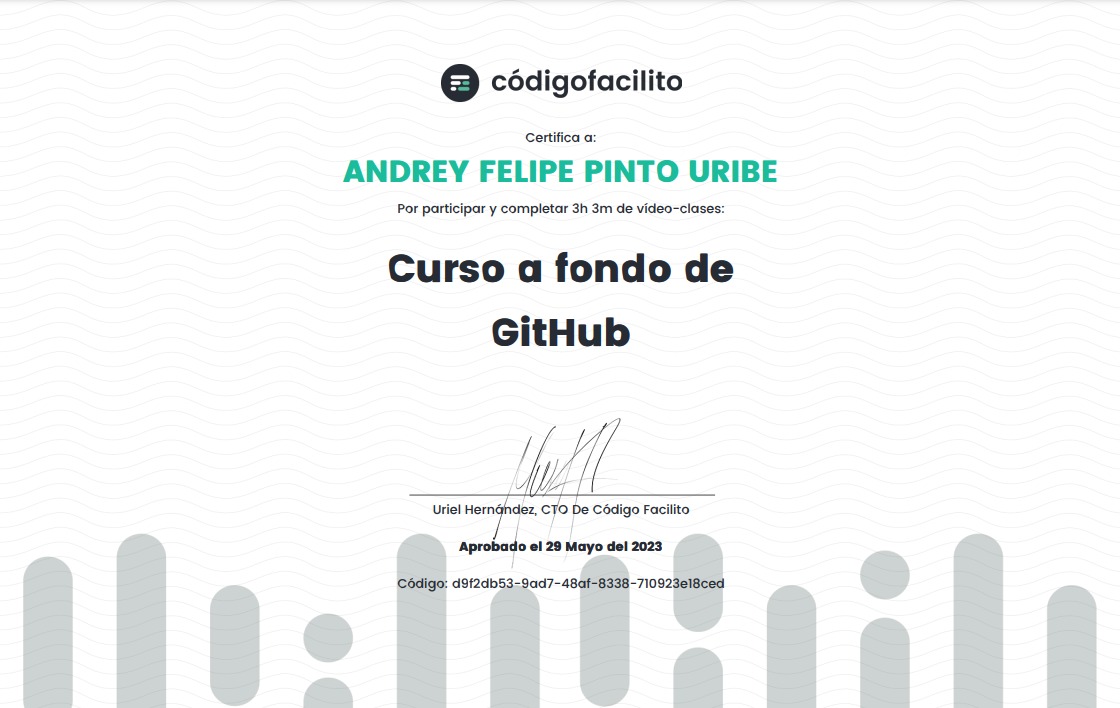 códigofacilito
Certifica a:
ANDREY FELIPE PINTO URIBE
Por participar y completar 3h 3m de vídeo-clases:
Curso a fondo de
GitHub
Uriel Hernández, CTO De Código Facilito
Aprobado el 29 Mayo del 2023
Código: d9f2db53-9ad7-48af-8338-710923e18ced